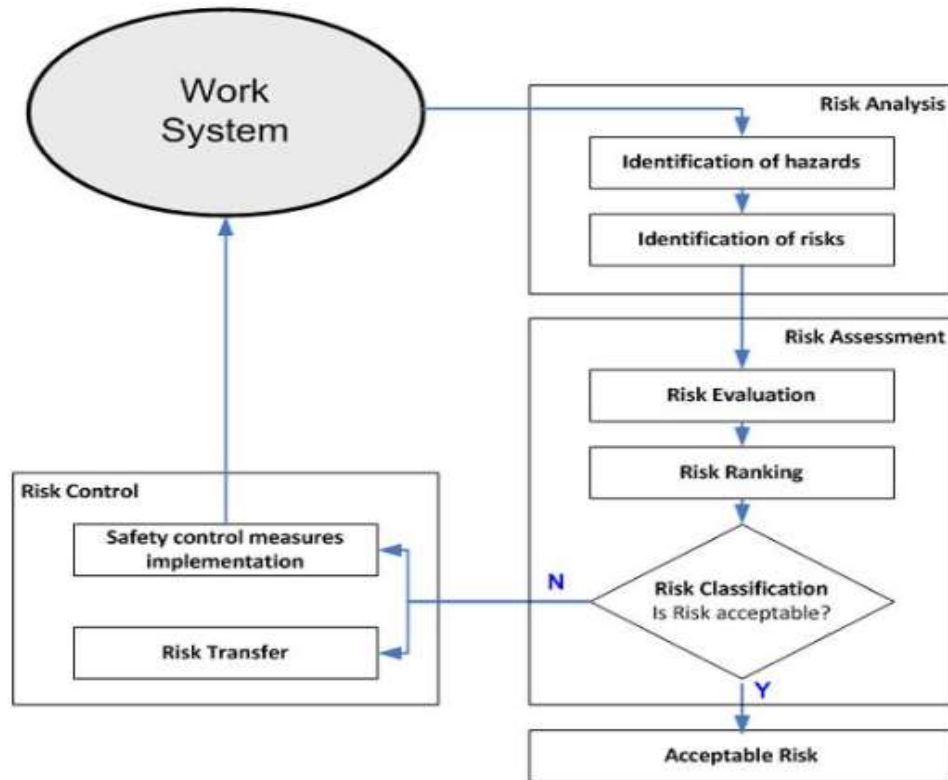 Work
System
Risk Analysis
Identification of hazards
Identification of risks
Risk Assessment
Risk Evaluation
Risk Ranking
Risk Classification
Is Risk acceptable?
N
Y
Risk Control
Safety control measures
implementation
Risk Transfer
Acceptable Risk